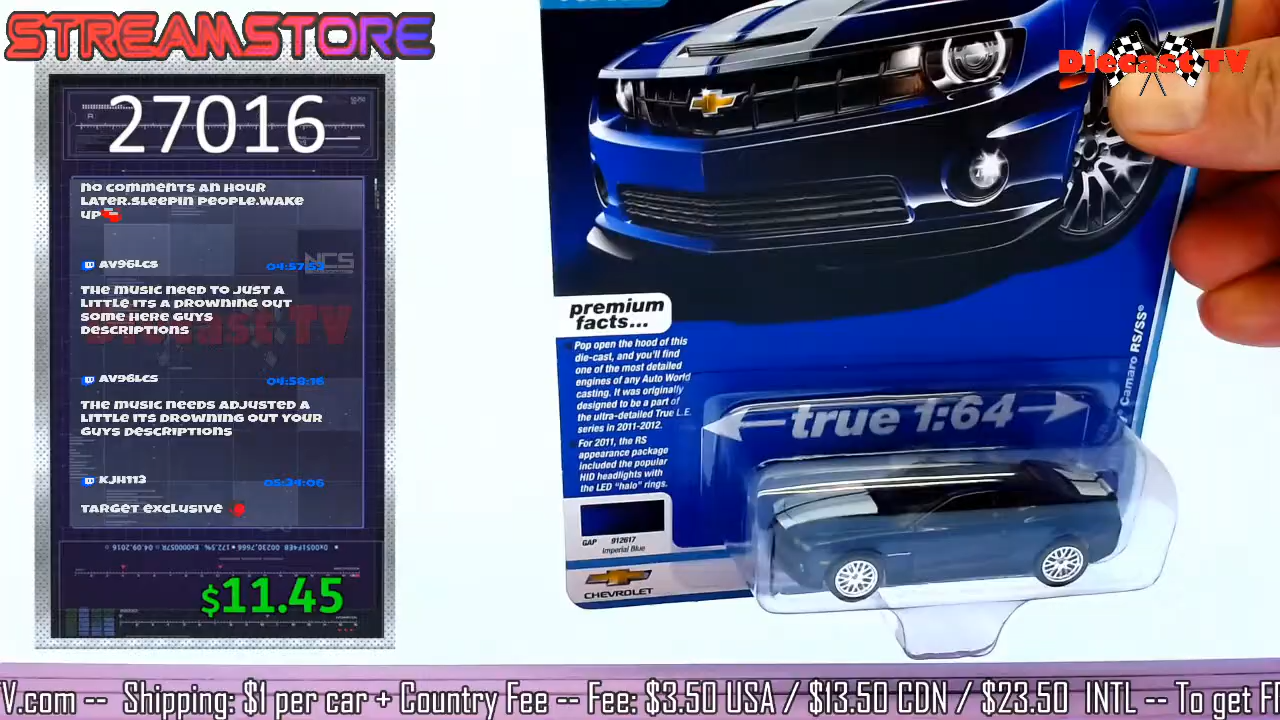 STREAMSTORE
27016
NO COMMENTS AN HOUR
LATER.SLEEPIN PEOPLE.WAKE
UP
AV96LCS 04:57:53
NCS
THE MUSIC NEED TO JUST A
LITTLE ITS A DROWNING OUT
SOME HERE GUYS
DESCRIPTIONS
AV96LCS 04:58:16
THE MUSIC NEEDSADJUSTED A
LITTLE ITS DROWNING OUT YOUR
GUYS DESCRIPTIONS
KJH113 05:34:06
TARGET EXCLUSIVE
$11.45
Diecast TV
premium
facts...
Pop open the hood of this
die-cast, and you'll find
one of the most detailed
engines of any Auto World
casting. It was originally
designed to be a part of
the ultra-detailed True L.E.
series in 2011-2012.
For 2011, the RS
appearance package
included the popular
HID headlights with
the LED "halo" rings.
GAP 912617
Imperial Blue
CHEVROLET
true 1:64
Camaro RS/SS®
V.com -- Shipping: $1 per car + Country Fee -- Fee: $3.50 USA / $13.50 CDN / $23.50 INTL -- To get